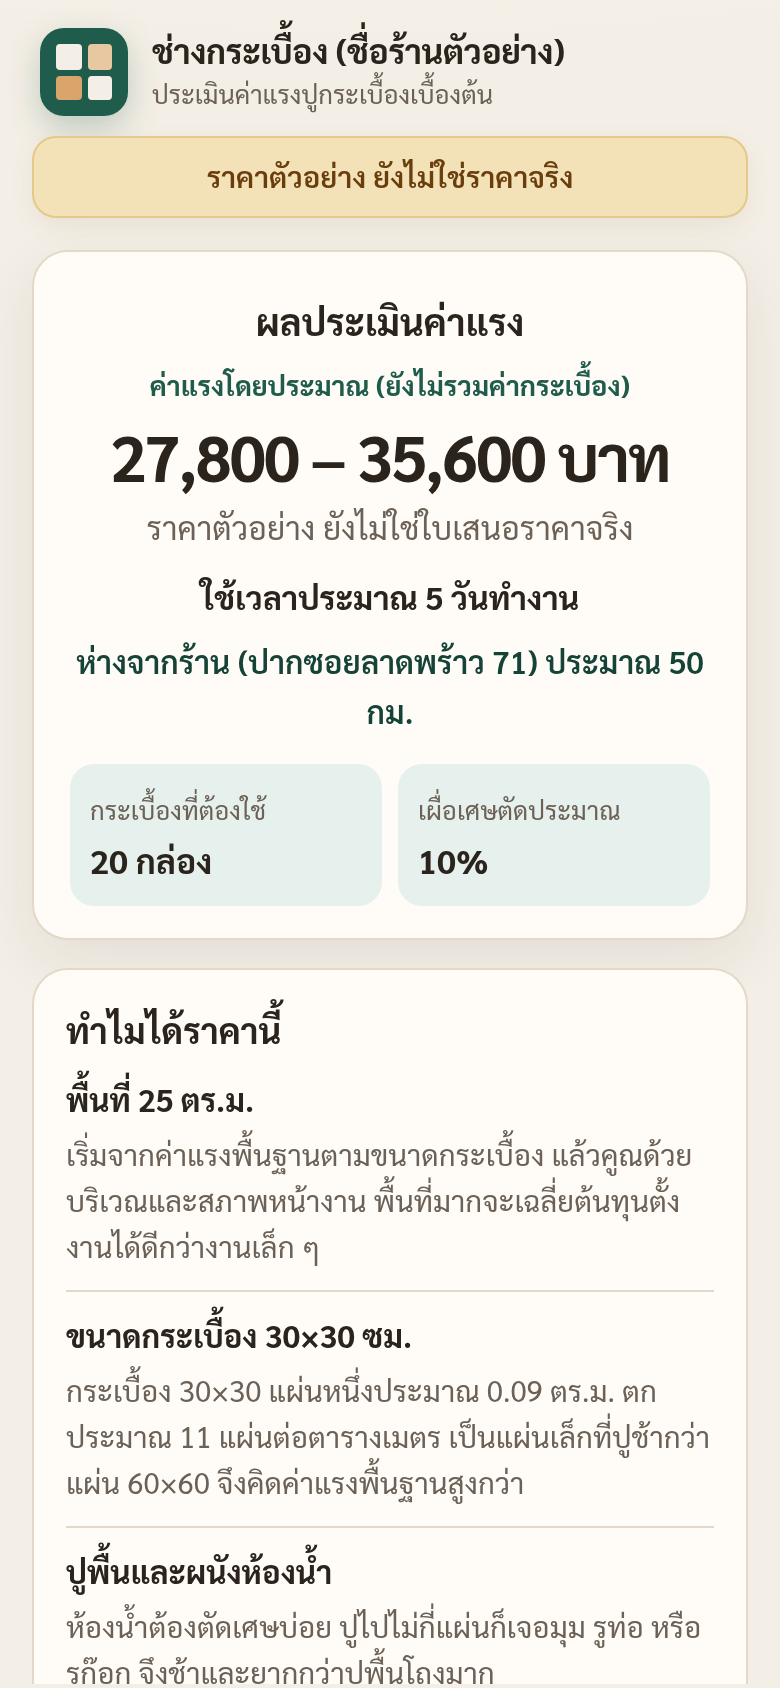 ช่างกระเบื้อง (ชื่อร้านตัวอย่าง)
ประเมินค่าแรงปูกระเบื้องเบื้องต้น
ราคาตัวอย่าง ยังไม่ใช่ราคาจริง
ผลประเมินค่าแรง
ค่าแรงโดยประมาณ (ยังไม่รวมค่ากระเบื้อง)
27,800 – 35,600 บาท
ราคาตัวอย่าง ยังไม่ใช่ใบเสนอราคาจริง
ใช้เวลาประมาณ 5 วันทำงาน
ห่างจากร้าน (ปากซอยลาดพร้าว 71) ประมาณ 50
กม.
กระเบื้องที่ต้องใช้
20 กล่อง
เผื่อเศษตัดประมาณ
10%
ทำไมได้ราคานี้
พื้นที่ 25 ตร.ม.
เริ่มจากค่าแรงพื้นฐานตามขนาดกระเบื้อง แล้วคูณด้วย
บริเวณและสภาพหน้างาน พื้นที่มากจะเฉลี่ยต้นทุนตั้ง
งานได้ดีกว่างานเล็ก ๆ
ขนาดกระเบื้อง 30×30 ซม.
กระเบื้อง 30×30 แผ่นหนึ่งประมาณ 0.09 ตร.ม. ตก
ประมาณ 11 แผ่นต่อตารางเมตร เป็นแผ่นเล็กที่ปูช้ากว่า
แผ่น 60×60 จึงคิดค่าแรงพื้นฐานสูงกว่า
ปูพื้นและผนังห้องน้ำ
ห้องน้ำต้องตัดเศษบ่อย ปูไปไม่กี่แผ่นก็เจอมุม รูท่อ หรือ
รูก๊อก จึงช้าและยากกว่าปูพื้นโถงมาก